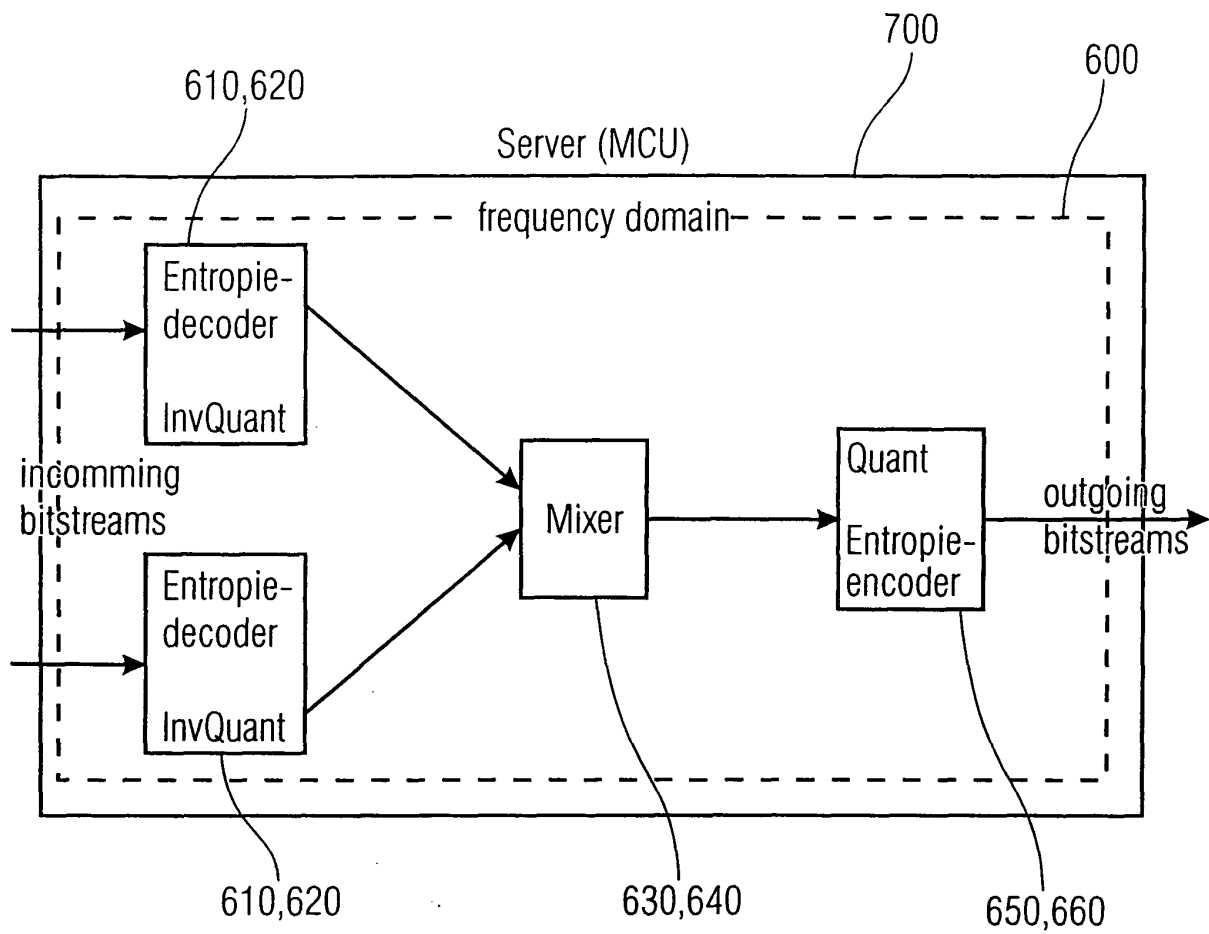 700
600
610,620
Server (MCU)
frequency domain
Entropie-
decoder
InvQuant
incomming
bitstreams
Entropie-
decoder
InvQuant
Mixer
Quant
Entropie-
encoder
outgoing
bitstreams
610,620
630,640
650,660